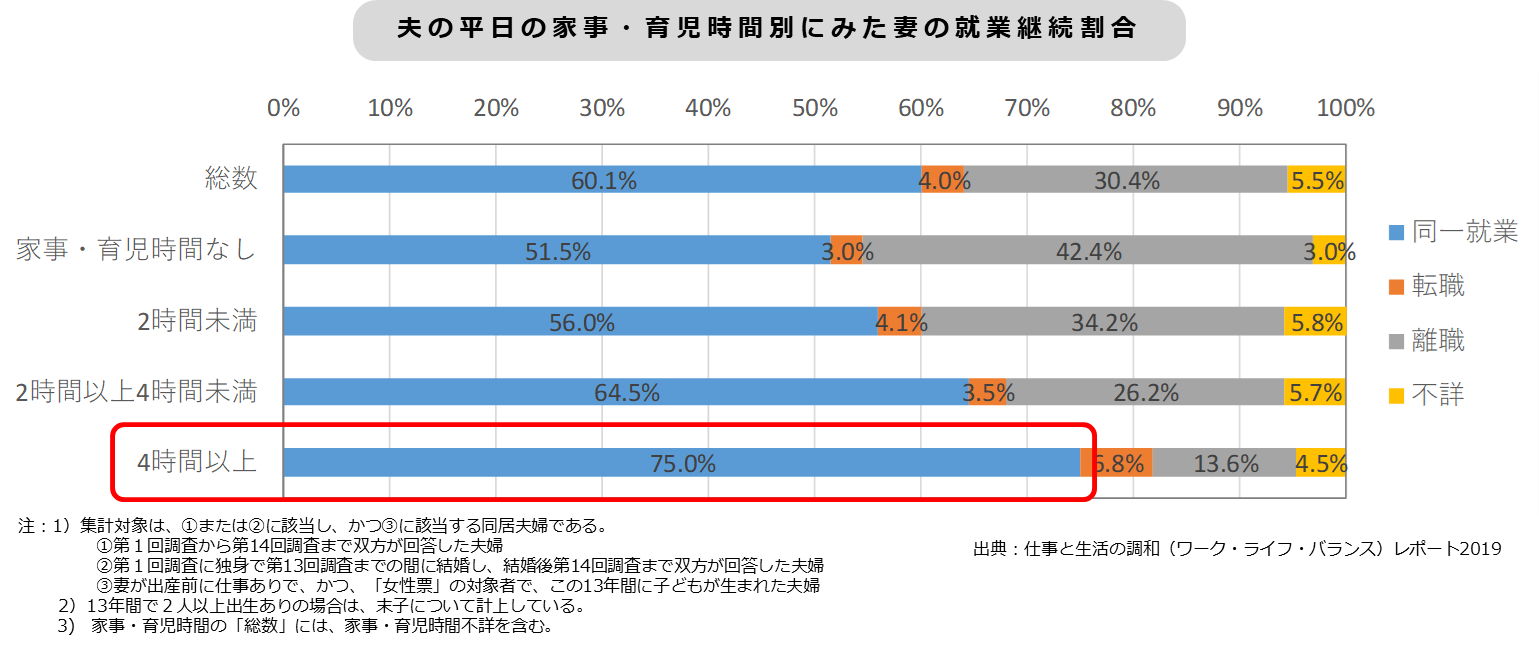 夫の平日の家事・育児時間別にみた妻の就業継続割合
0% 10% 20% 30% 40% 50% 60% 70% 80% 90% 100%
総数 60.1% 4.0% 30.4% 5.5%
家事・育児時間なし 51.5% 3.0% 42.4% 3.0%
2時間未満 56.0% 4.1% 34.2% 5.8%
2時間以上4時間未満 64.5% 3.5% 26.2% 5.7%
4時間以上 75.0% 6.8% 13.6% 4.5%
同一就業
転職
離職
不詳
注：1）集計対象は、①または②に該当し、かつ③に該当する同居夫婦である。
①第１回調査から第14回調査まで双方が回答した夫婦
②第１回調査に独身で第13回調査までの間に結婚し、結婚後第14回調査まで双方が回答した夫婦
③妻が出産前に仕事ありで、かつ、「女性票」の対象者で、この13年間に子どもが生まれた夫婦
2）13年間で２人以上出生ありの場合は、末子について計上している。
3)　家事・育児時間の「総数」には、家事・育児時間不詳を含む。
出典：仕事と生活の調和（ワーク・ライフ・バランス）レポート2019